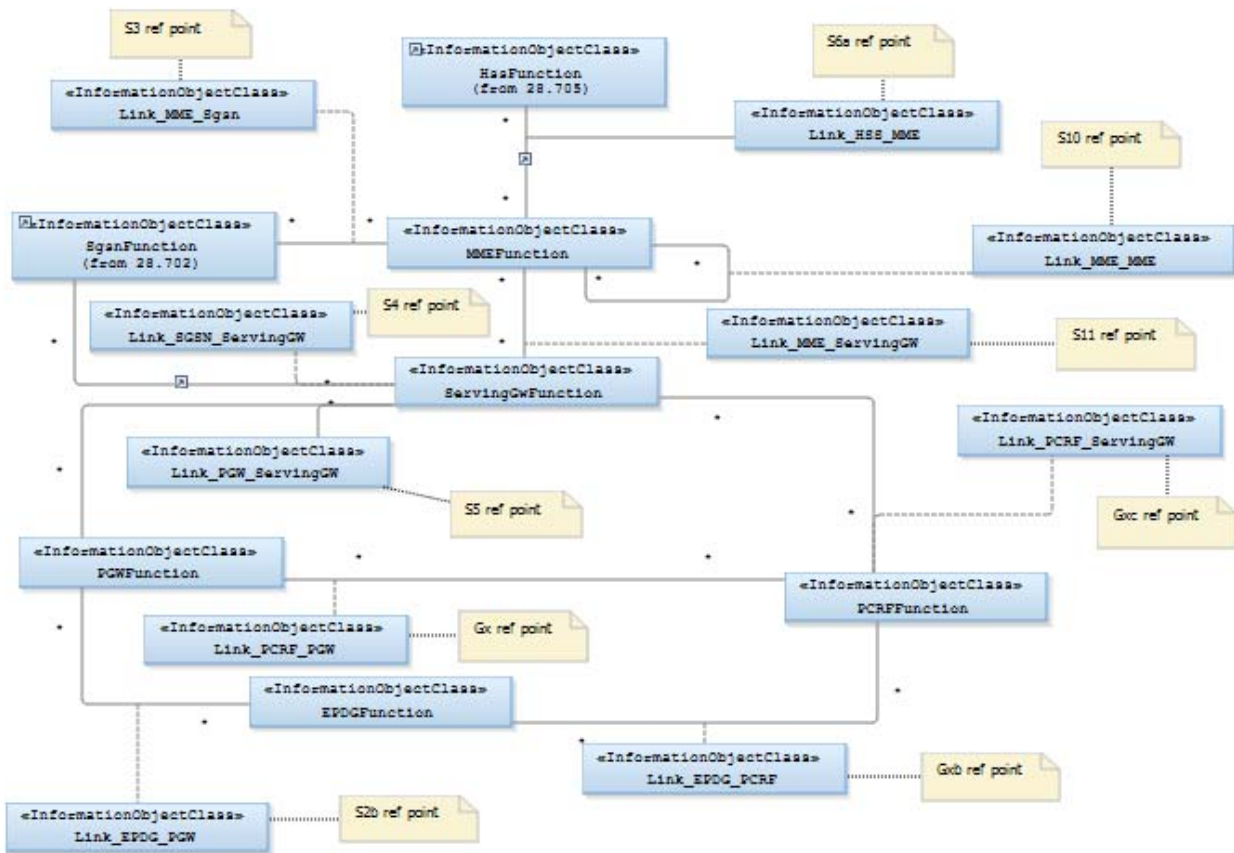 S3 ref point
«InformationObjectClass»
HssFunction
(from 28.705)
S6a ref point
«InformationObjectClass»
Link_MME_Sgsn
«InformationObjectClass»
Link_HSS_MME
S10 ref point
*
*
«InformationObjectClass»
SgsnFunction
(from 28.702)
*
*
«InformationObjectClass»
MMEFunction
*
*
*
«InformationObjectClass»
Link_MME_MME
S4 ref point
«InformationObjectClass»
Link_SGSN_ServingGW
«InformationObjectClass»
Link_MME_ServingGW
S11 ref point
*
*
«InformationObjectClass»
ServingGwFunction
*
*
*
«InformationObjectClass»
Link_PCRF_ServingGW
«InformationObjectClass»
Link_PGW_ServingGW
*
S5 ref point
Gxc ref point
*
«InformationObjectClass»
PGWFunction
*
*
«InformationObjectClass»
PCRFFunction
*
«InformationObjectClass»
Link_PCRF_PGW
Gx ref point
«InformationObjectClass»
EPDGFunction
*
*
*
«InformationObjectClass»
Link_EPDG_PCRF
Gxb ref point
«InformationObjectClass»
Link_EPDG_PGW
S2b ref point